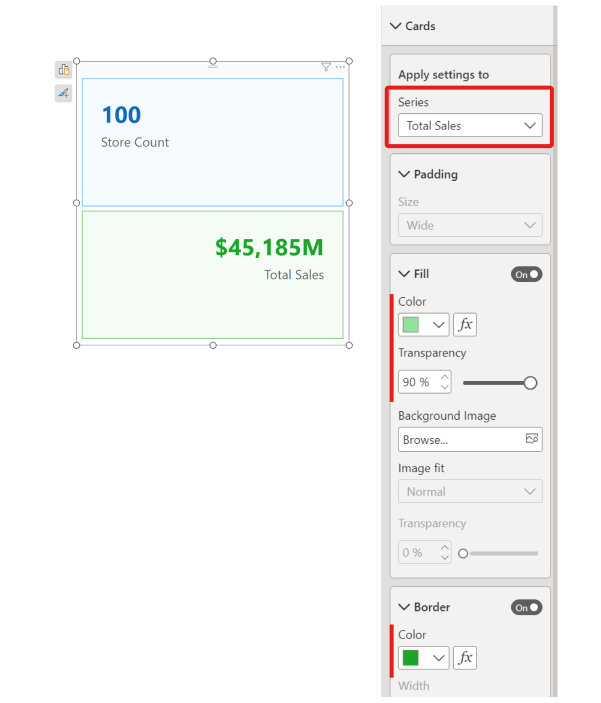 100
Store Count
$45,185M
Total Sales
Cards
Apply settings to
Series
Total Sales
Padding
Size
Wide
Fill
On
Color
fx
Transparency
90 %
Background Image
Browse...
Image fit
Normal
Transparency
0 %
Border
On
Color
fx
Width